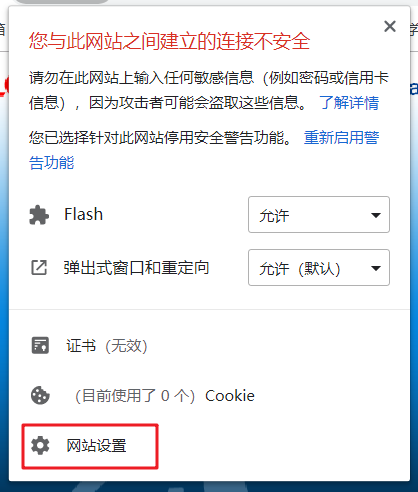 您与此网站之间建立的连接不安全
请勿在此网站上输入任何敏感信息（例如密码或信用卡
信息），因为攻击者可能会盗取这些信息。 了解详情
您已选择针对此网站停用安全警告功能。 重新启用警
告功能
Flash
允许
弹出式窗口和重定向
允许（默认）
证书（无效）
（目前使用了 0 个）Cookie
网站设置